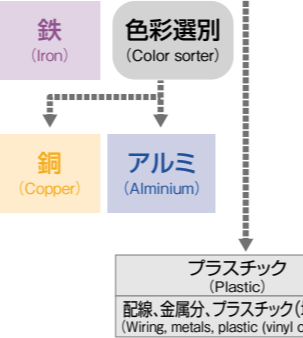 鉄
(Iron)
色彩選別
(Color sorter)
銅
(Copper)
アルミ
(Alminium)
プラスチック
(Plastic)
配線、金属分、プラスチック(
(Wiring, metals, plastic (vinyl